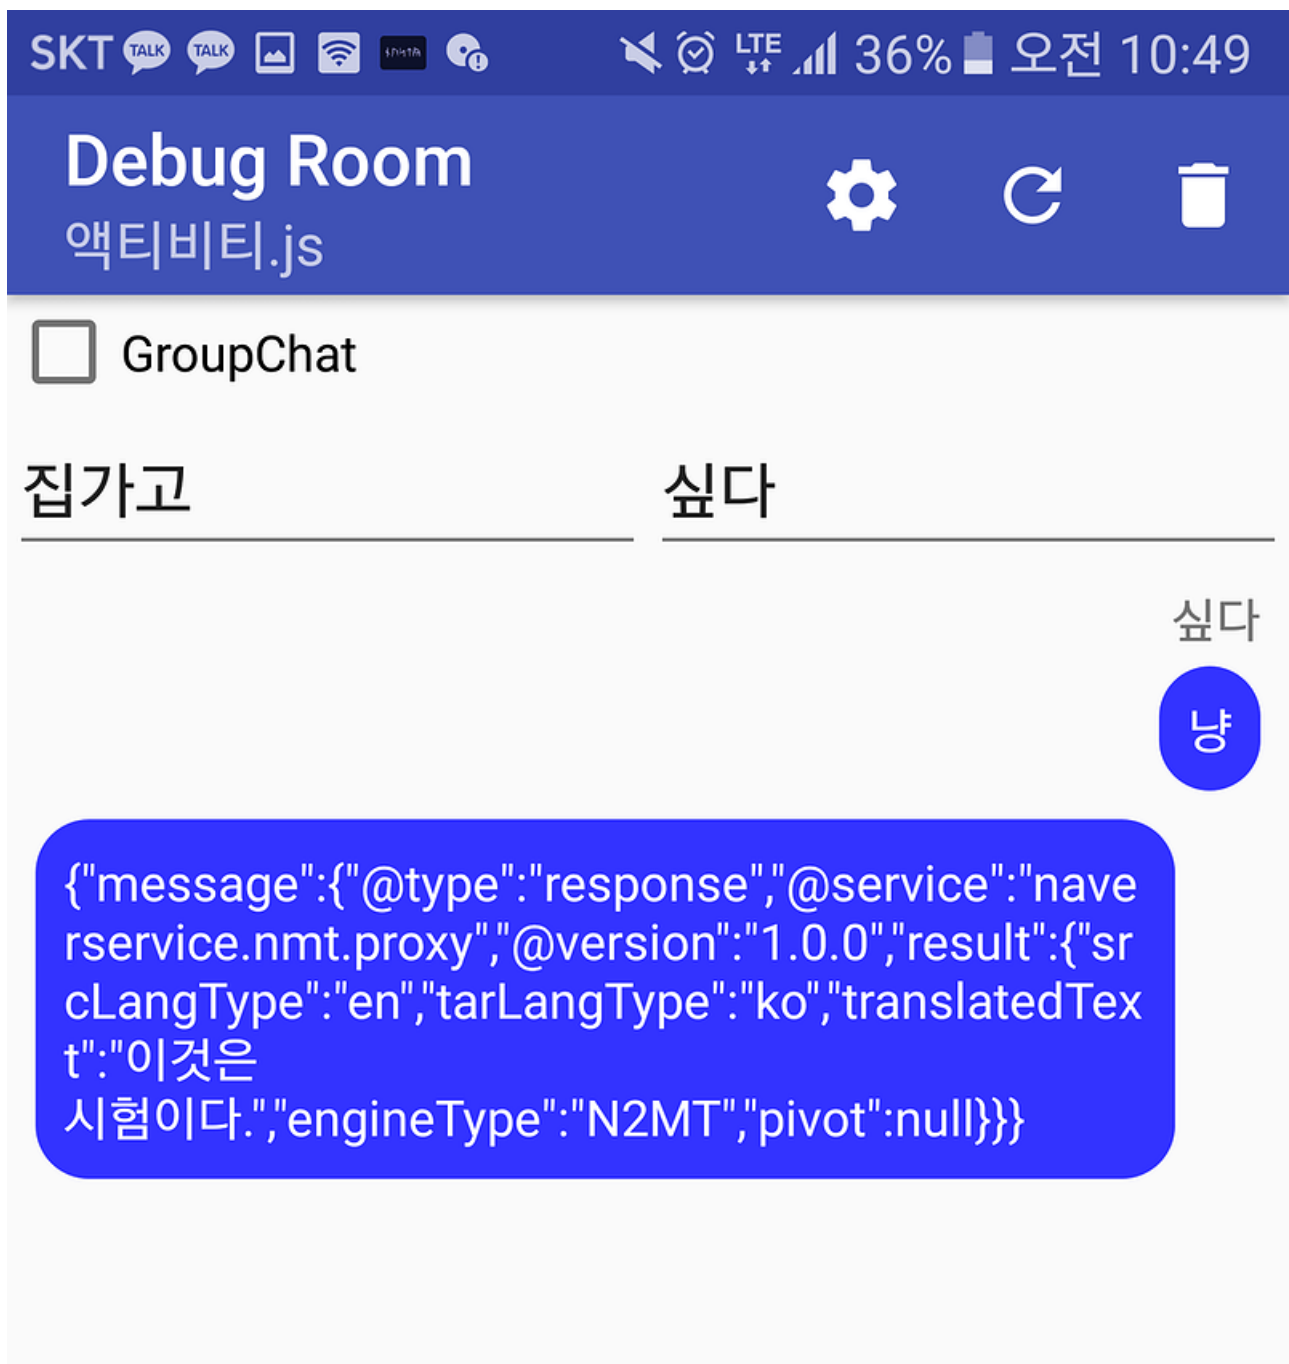 SKT TALK TALK LTE 36% 오전 10:49
Debug Room
액티비티.js
GroupChat
집가고 싶다
싶다
냥
{"message":{"@type":"response","@service":"nave
rservice.nmt.proxy","@version":"1.0.0","result":{"sr
cLangType":"en","tarLangType":"ko","translatedTex
t":"이것은
시험이다.","engineType":"N2MT","pivot":null}}}